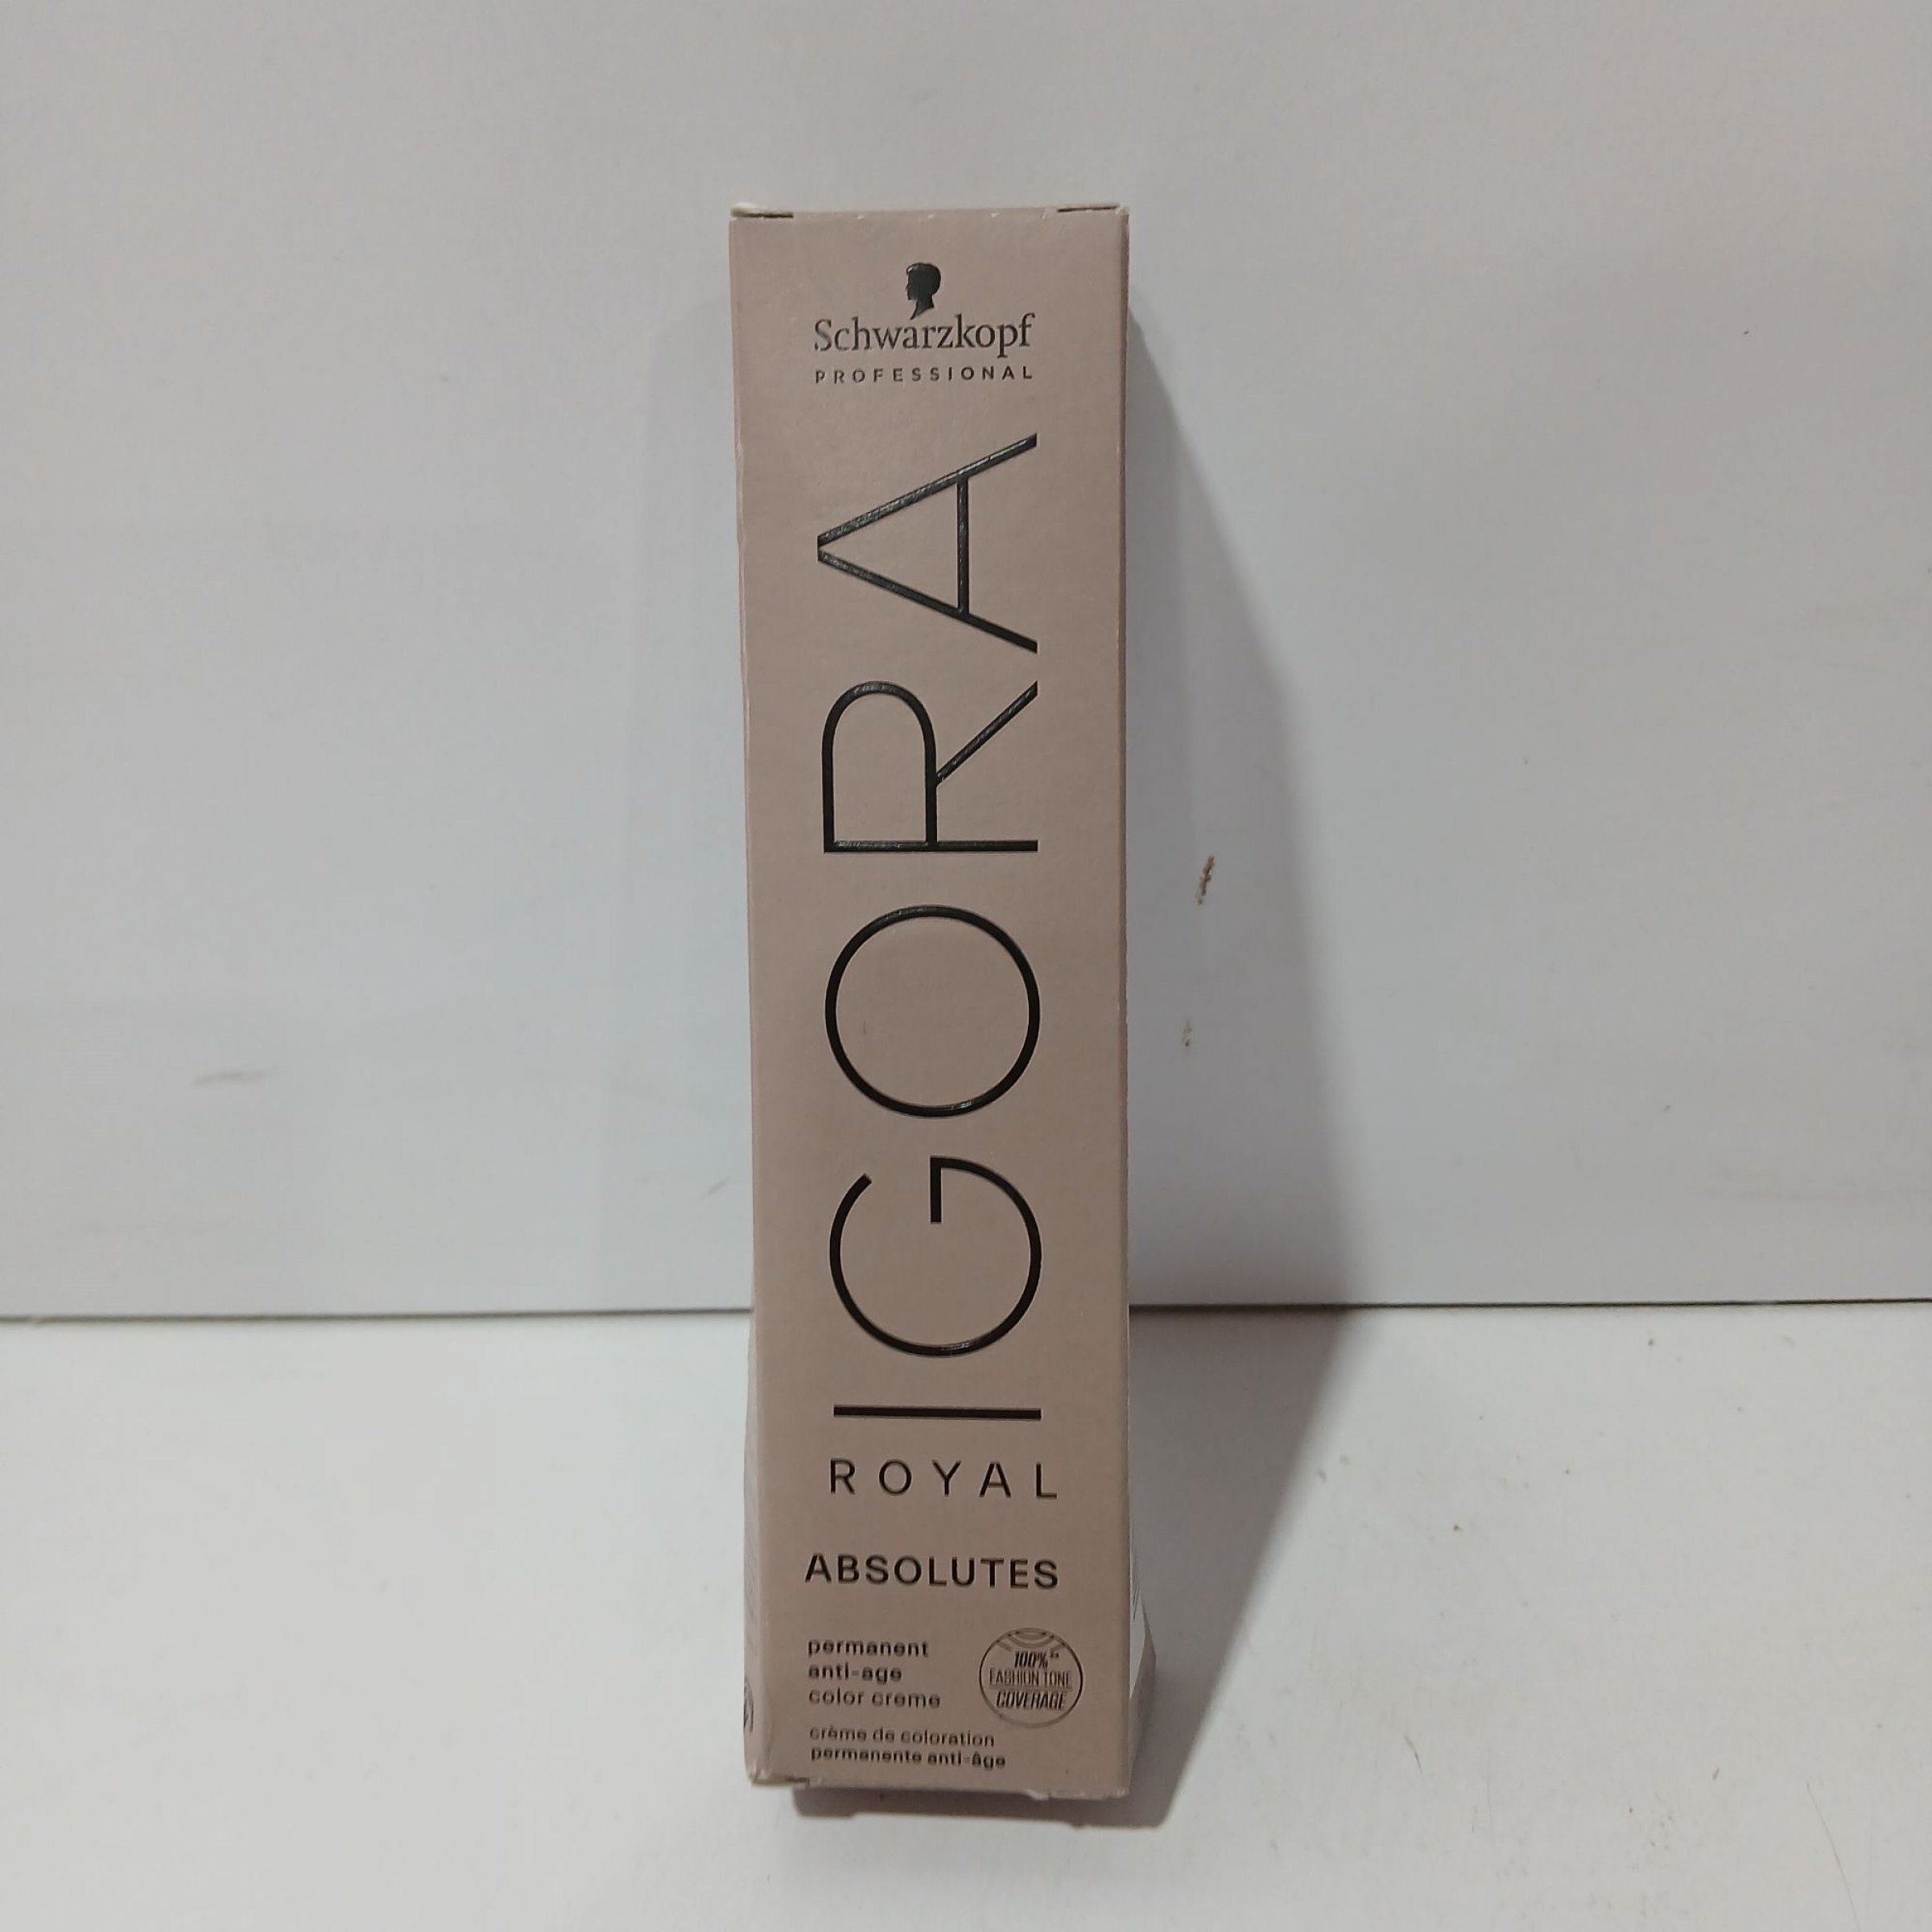 Schwarzkopf
PROFESSIONAL
IGORA
ROYAL
ABSOLUTES
permanent
anti-age
color creme
crème de coloration
permanente anti-âge
100%
FASHION TONE
COVERAGE